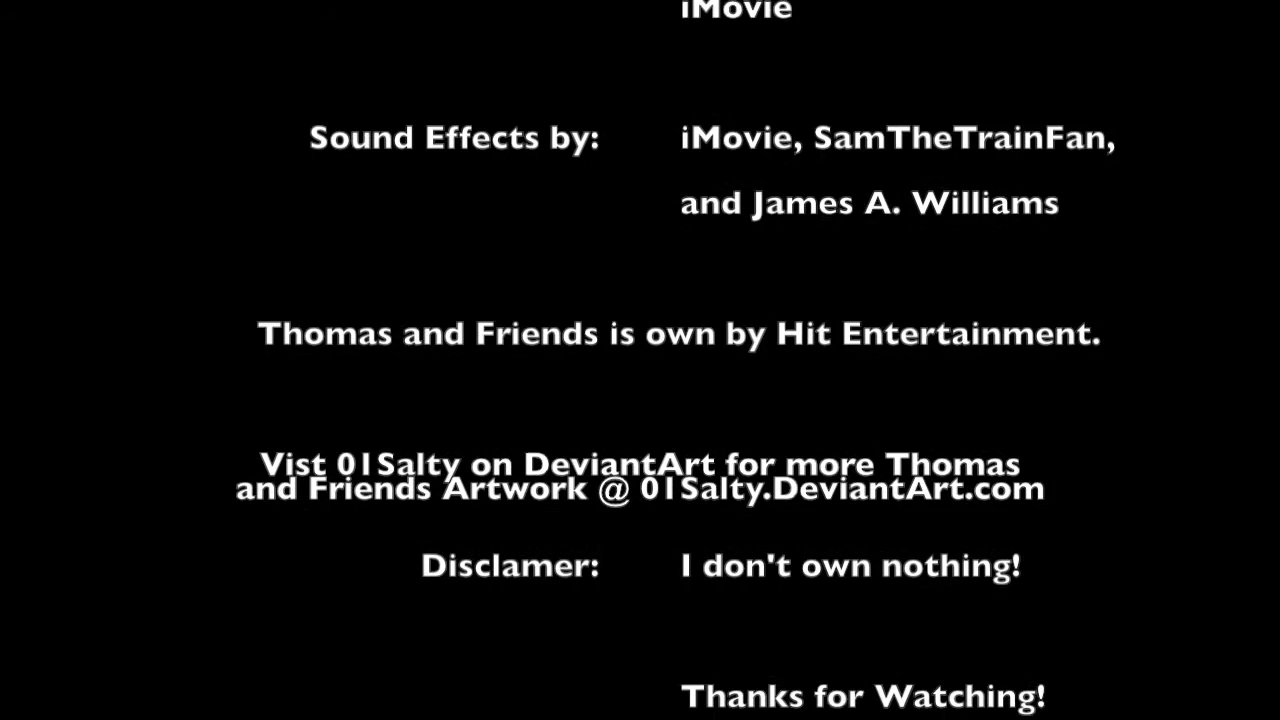 iMovie
Sound Effects by: iMovie, SamTheTrainFan,
and James A. Williams
Thomas and Friends is own by Hit Entertainment.
Vist 01Salty on DeviantArt for more Thomas
and Friends Artwork @ 01Salty.DeviantArt.com
Disclamer: I don't own nothing!
Thanks for Watching!